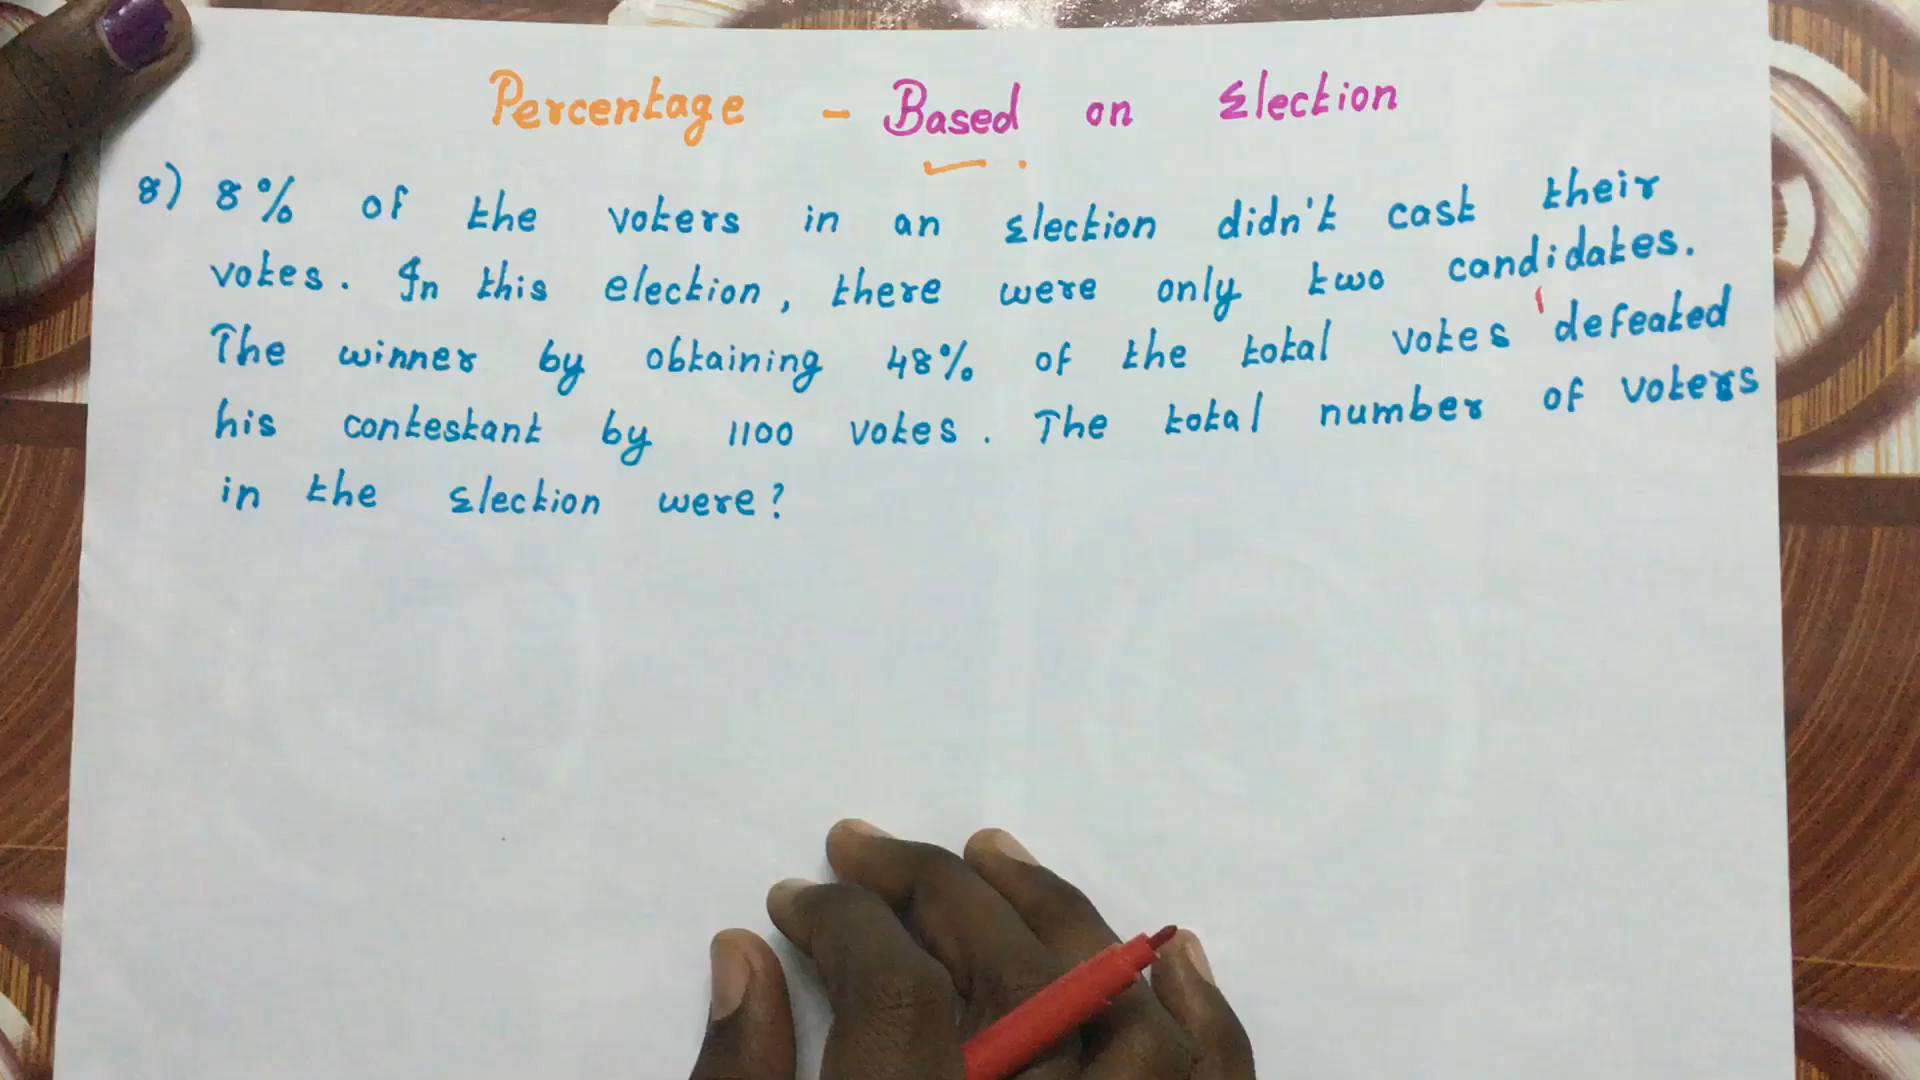 Percentage - Based on Election
8) 8% of the voters in an Election didn't cast their
votes. In this election, there were only two candidates.
The winner by obtaining 48% of the total votes defeated
his contestant by 1100 votes. The total number of voters
in the Election were?